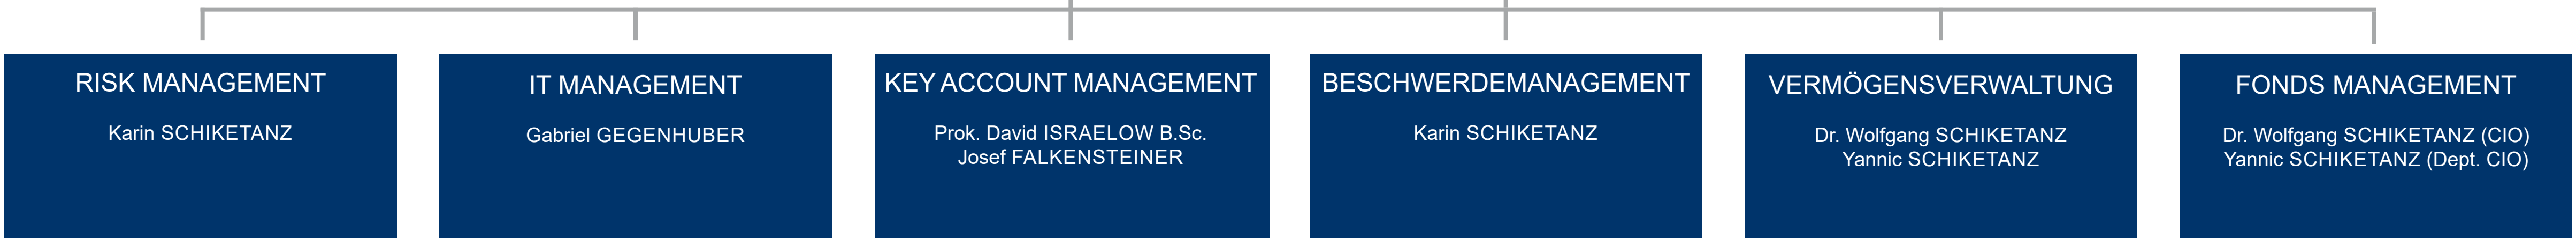 RISK MANAGEMENT
Karin SCHIKETANZ
IT MANAGEMENT
Gabriel GEGENHUBER
KEY ACCOUNT MANAGEMENT
Prok. David ISRAELOW B.Sc.
Josef FALKENSTEINER
BESCHWERDEMANAGEMENT
Karin SCHIKETANZ
VERMÖGENSVERWALTUNG
Dr. Wolfgang SCHIKETANZ
Yannic SCHIKETANZ
FONDS MANAGEMENT
Dr. Wolfgang SCHIKETANZ (CIO)
Yannic SCHIKETANZ (Dept. CIO)